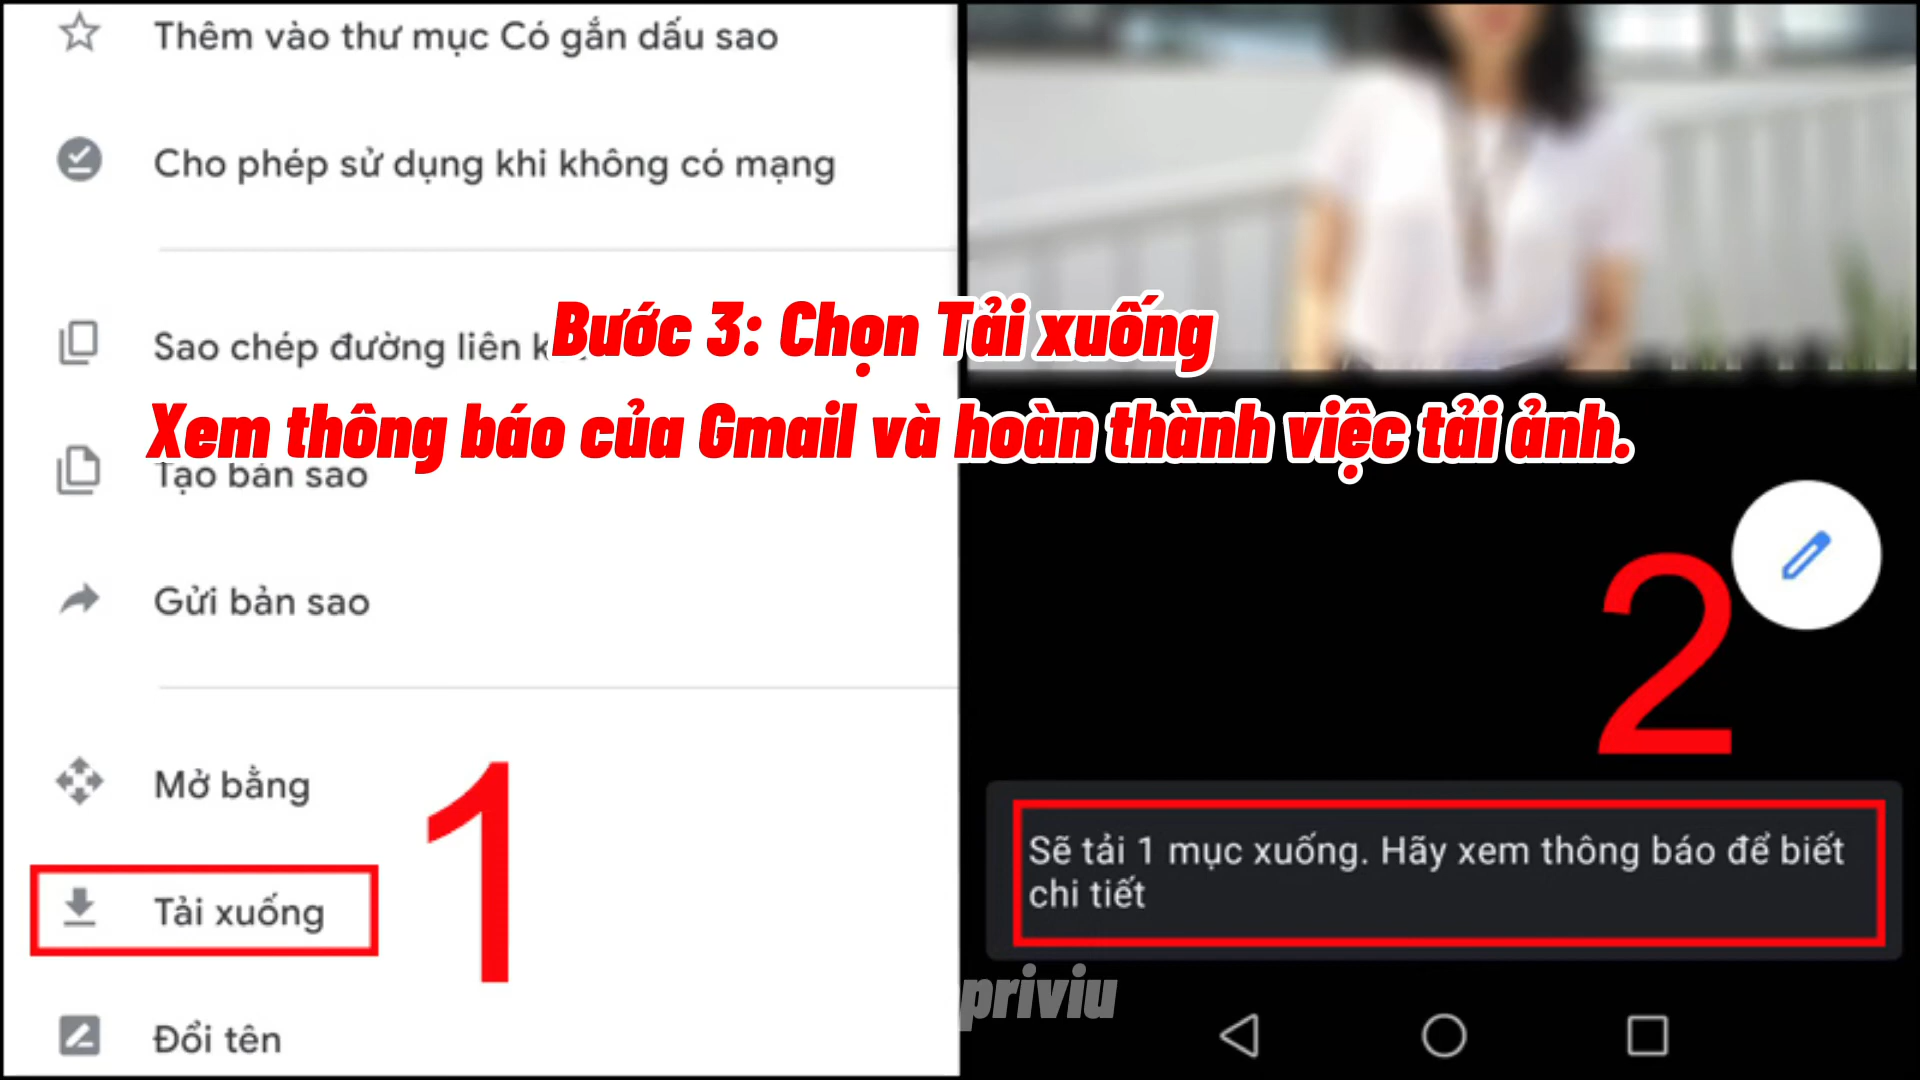 Thêm vào thư mục Có gắn dấu sao
Cho phép sử dụng khi không có mạng
Sao chép đường liên
Bước 3: Chọn Tải xuống
Xem thông báo của Gmail và hoàn thành việc tải ảnh.
Tạo bản sao
Gửi bản sao
Mở bằng
1
Tải xuống
Đổi tên
2
Sẽ tải 1 mục xuống. Hãy xem thông báo để biết
chi tiết
priviu